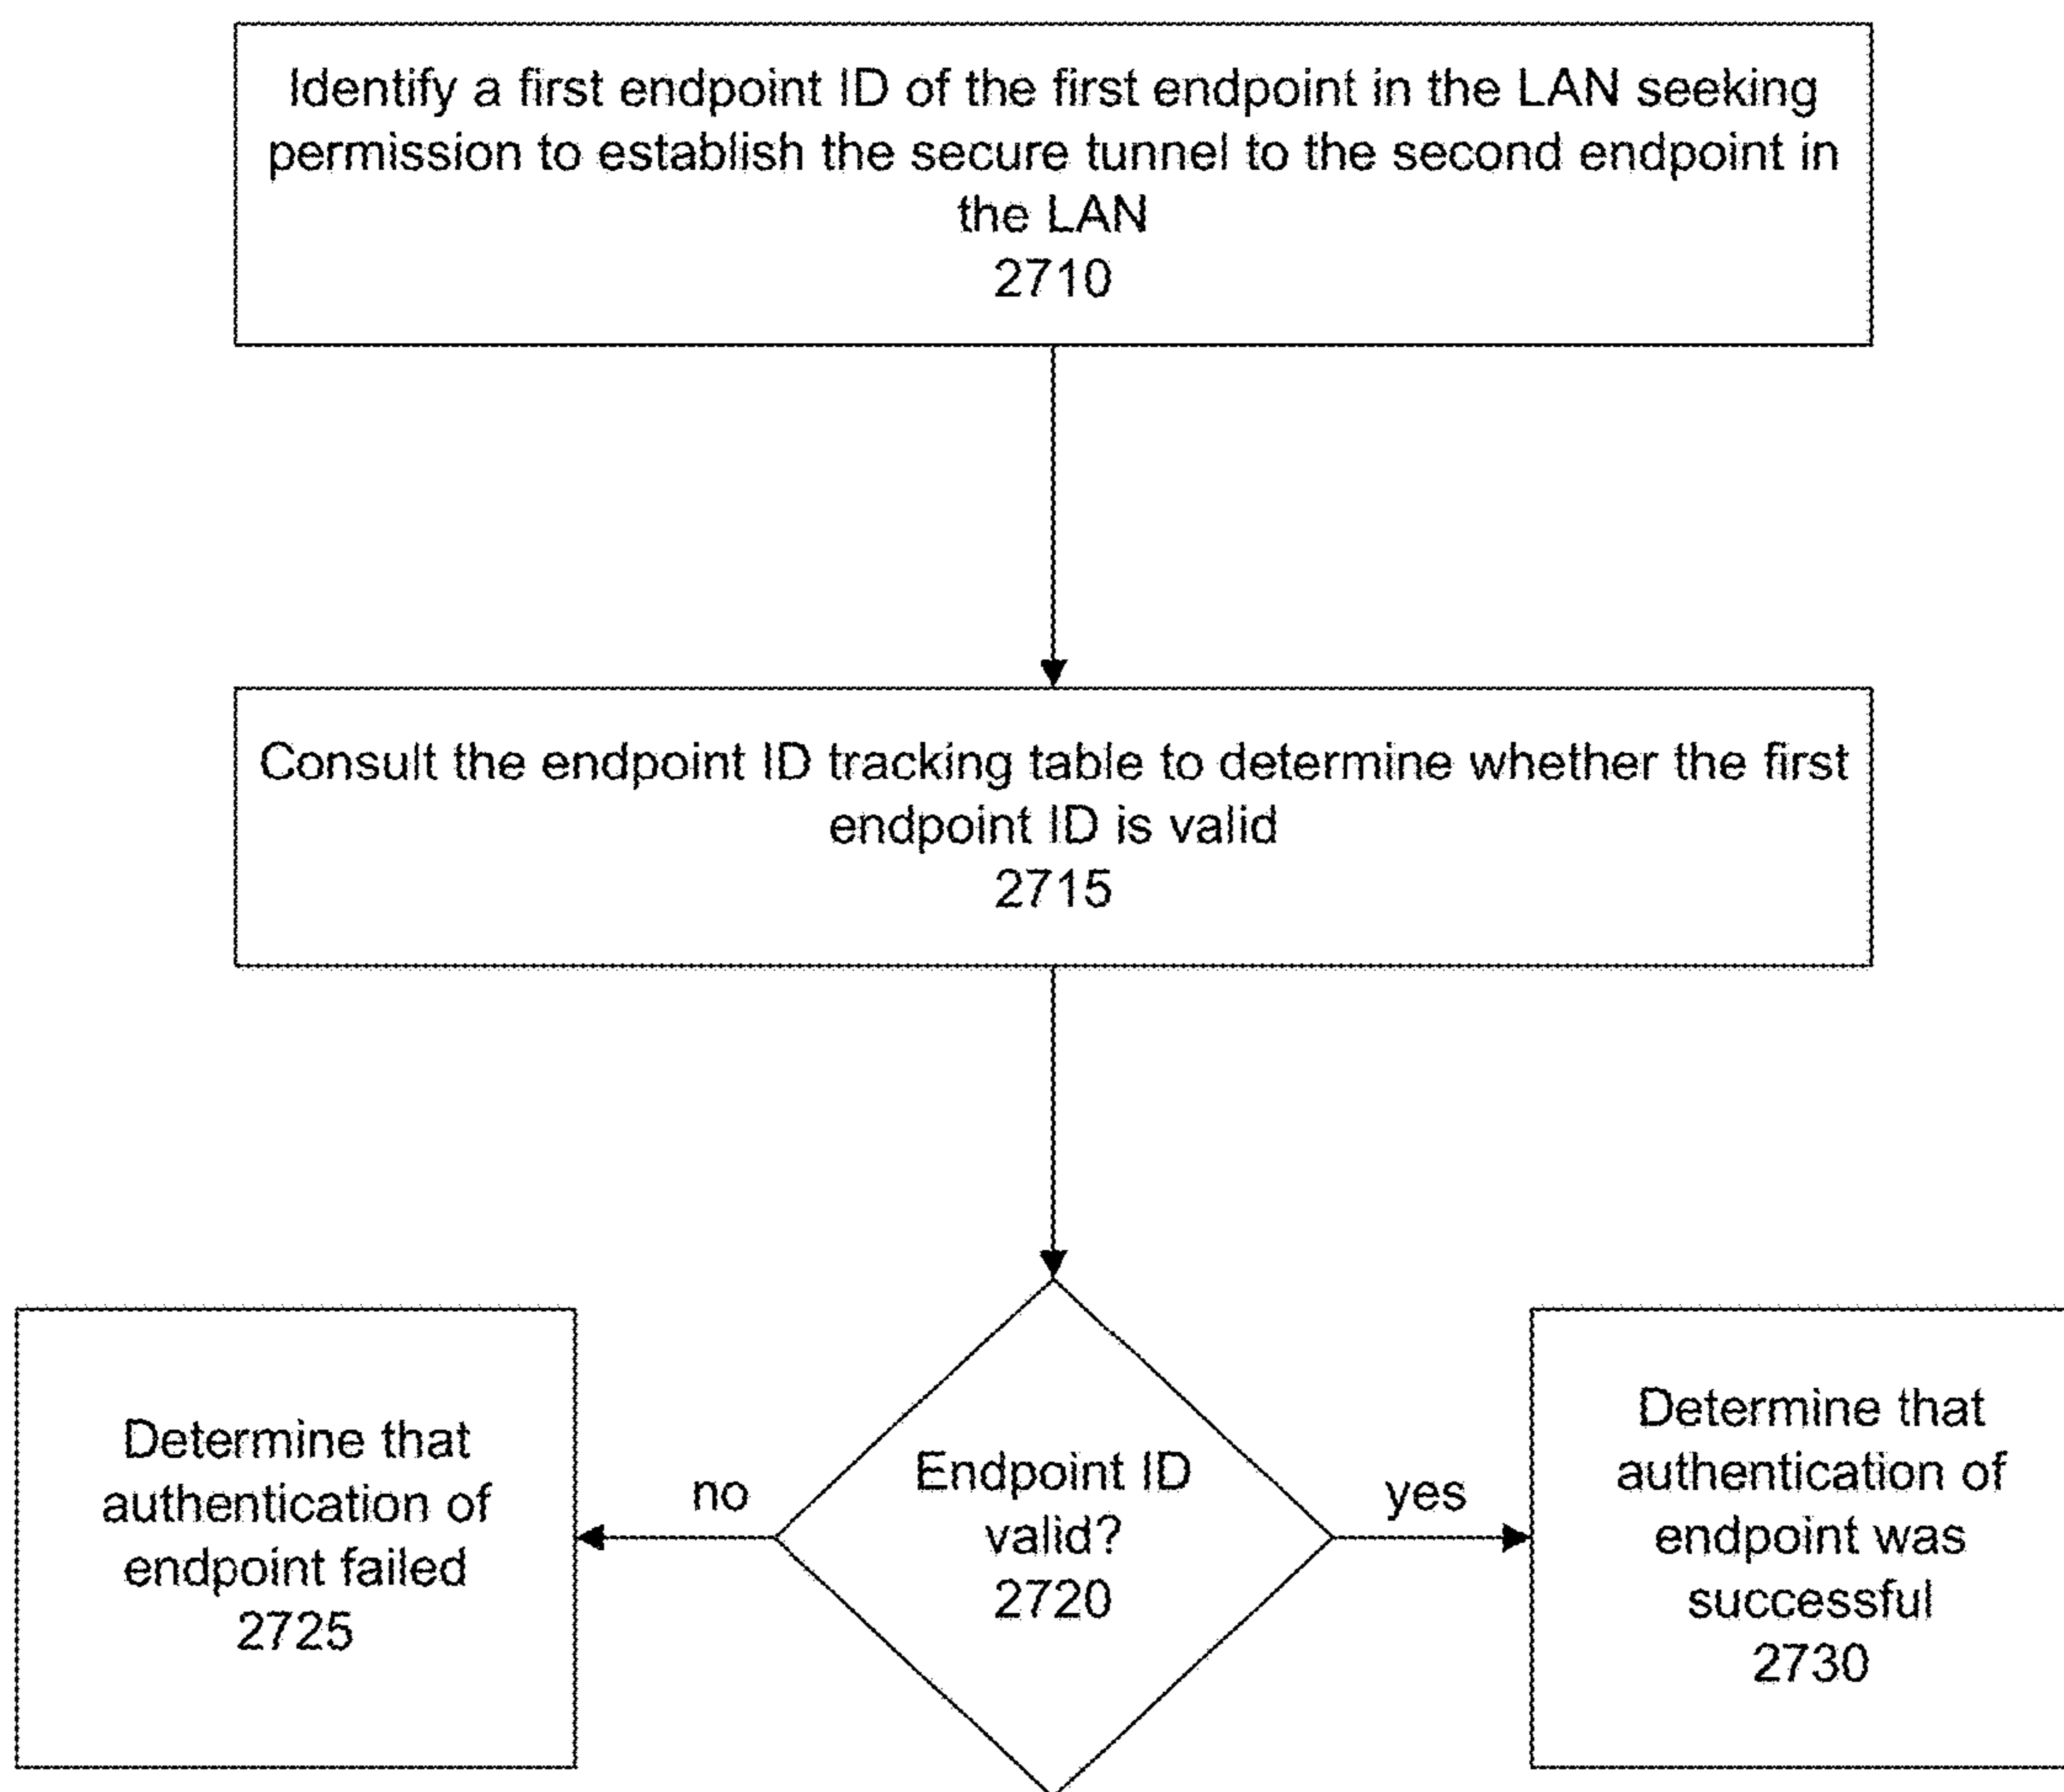 Identify a first endpoint ID of the first endpoint in the LAN seeking
permission to establish the secure tunnel to the second endpoint in
the LAN
2710
Consult the endpoint ID tracking table to determine whether the first
endpoint ID is valid
2715
Determine that
authentication of
endpoint failed
2725
no
Endpoint ID
valid?
2720
yes
Determine that
authentication of
endpoint was
successful
2730